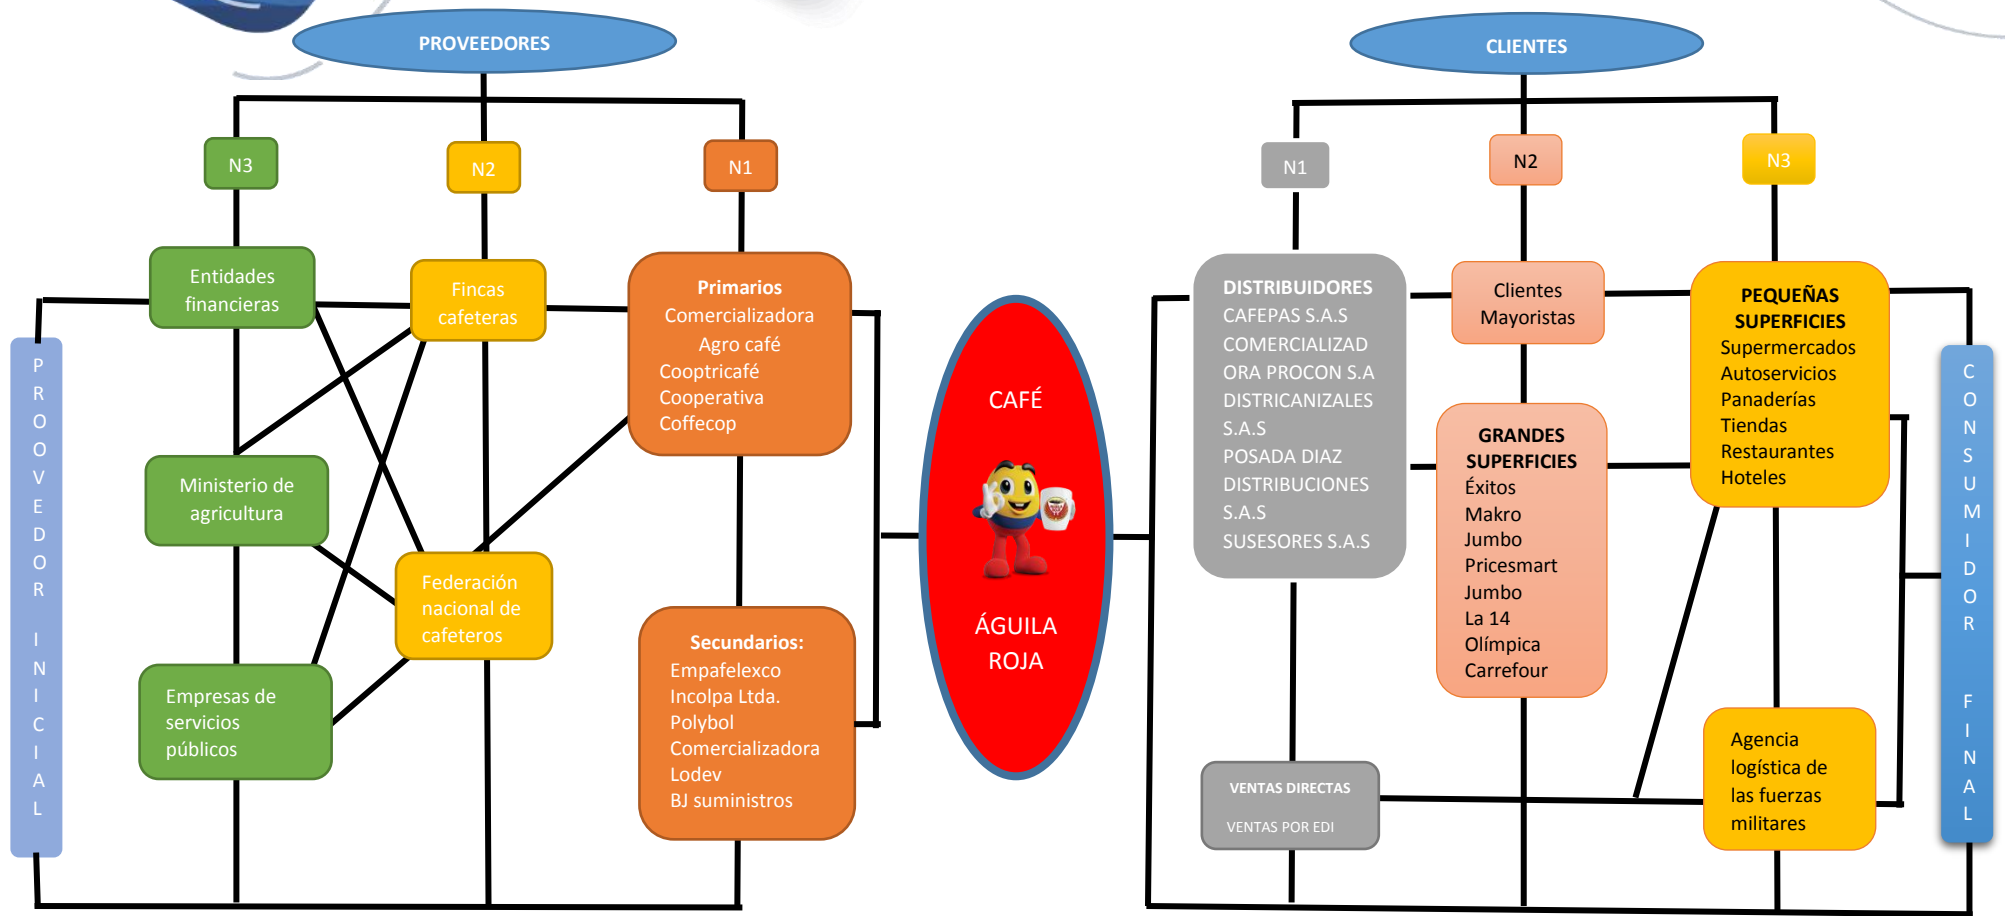 PROVEEDORES
CLIENTES
N3
N2
N1
N1
N2
N3
Entidades
financieras
Fincas
cafeteras
Primarios
Comercializadora
Agro café
Cooptricafé
Cooperativa
Coffecop
Ministerio de
agricultura
Federación
nacional de
cafeteros
Empresas de
servicios
públicos
Secundarios:
Empafelexco
Incolpa Ltda.
Polybol
Comercializadora
Lodev
BJ suministros
PROOVEDOR INICIAL
CAFÉ
ÁGUILA
ROJA
DISTRIBUIDORES
CAFEPAS S.A.S
COMERCIALIZAD
ORA PROCON S.A
DISTRICANIZALES
S.A.S
POSADA DIAZ
DISTRIBUCIONES
S.A.S
SUSESORES S.A.S
VENTAS DIRECTAS
VENTAS POR EDI
Clientes
Mayoristas
GRANDES
SUPERFICIES
Éxitos
Makro
Jumbo
Pricesmart
Jumbo
La 14
Olímpica
Carrefour
PEQUEÑAS
SUPERFICIES
Supermercados
Autoservicios
Panaderías
Tiendas
Restaurantes
Hoteles
Agencia
logística de
las fuerzas
militares
CONSUMIDOR FINAL